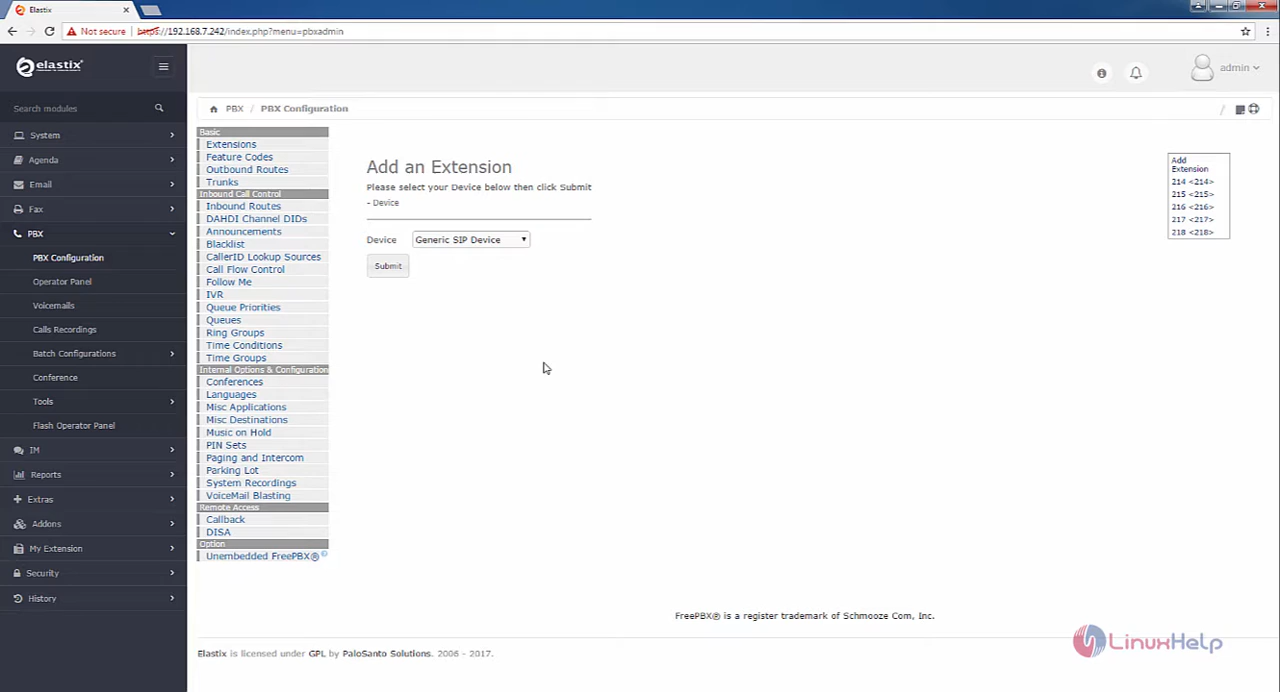 Elastix
Not secure
https://192.168.7.242/index.php?menu=pbxadmin
elastix
admin
Search modules
System
Agenda
Email
Fax
PBX
PBX Configuration
Operator Panel
Voicemails
Calls Recordings
Batch Configurations
Conference
Tools
Flash Operator Panel
IM
Reports
Extras
Addons
My Extension
Security
History
PBX / PBX Configuration
/
Basic
Extensions
Feature Codes
Outbound Routes
Trunks
Inbound Call Control
Inbound Routes
DAHDI Channel DIDs
Announcements
Blacklist
CallerID Lookup Sources
Call Flow Control
Follow Me
IVR
Queue Priorities
Queues
Ring Groups
Time Conditions
Time Groups
Internal Options & Configuration
Conferences
Languages
Misc Applications
Misc Destinations
Music on Hold
PIN Sets
Paging and Intercom
Parking Lot
System Recordings
VoiceMail Blasting
Remote Access
Callback
DISA
Option
Unembedded FreePBX®
Add an Extension
Please select your Device below then click Submit
- Device
Device
Generic SIP Device
Submit
Add
Extension
214 <214>
215 <215>
216 <216>
217 <217>
218 <218>
FreePBX® is a register trademark of Schmooze Com, Inc.
Elastix is licensed under GPL by PaloSanto Solutions. 2006 - 2017.
LinuxHelp